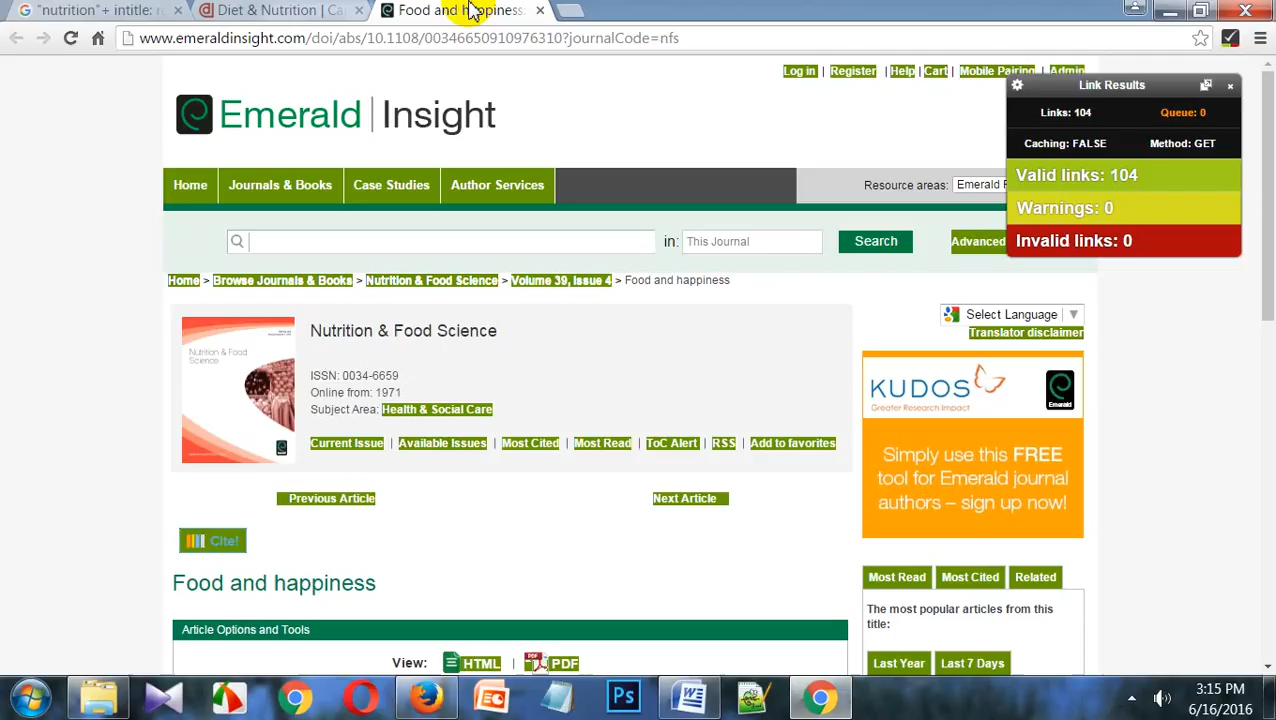 "nutrition"+ intitle: re
Diet & Nutrition | Ca
Food and happiness
www.emeraldinsight.com/doi/abs/10.1108/00346650910976310?journalCode=nfs
Log in | Register | Help | Cart | Mobile Pairing | Admin
Emerald Insight
Link Results
Links: 104 Queue: 0
Caching: FALSE Method: GET
Valid links: 104
Warnings: 0
Invalid links: 0
Home Journals & Books Case Studies Author Services
Resource areas: Emerald
in: This Journal Search Advanced
Home > Browse Journals & Books > Nutrition & Food Science > Volume 39, Issue 4 > Food and happiness
Select Language
Translator disclaimer
Nutrition & Food
Science
Nutrition & Food Science
ISSN: 0034-6659
Online from: 1971
Subject Area: Health & Social Care
Current Issue | Available Issues | Most Cited | Most Read | ToC Alert | RSS | Add to favorites
KUDOS
Greater Research Impact
Emerald
Simply use this FREE
tool for Emerald journal
authors – sign up now!
Previous Article Next Article
Cite!
Food and happiness
Most Read Most Cited Related
The most popular articles from this
title:
Last Year Last 7 Days
Article Options and Tools
View: HTML | PDF PDF
Ps
3:15 PM
6/16/2016